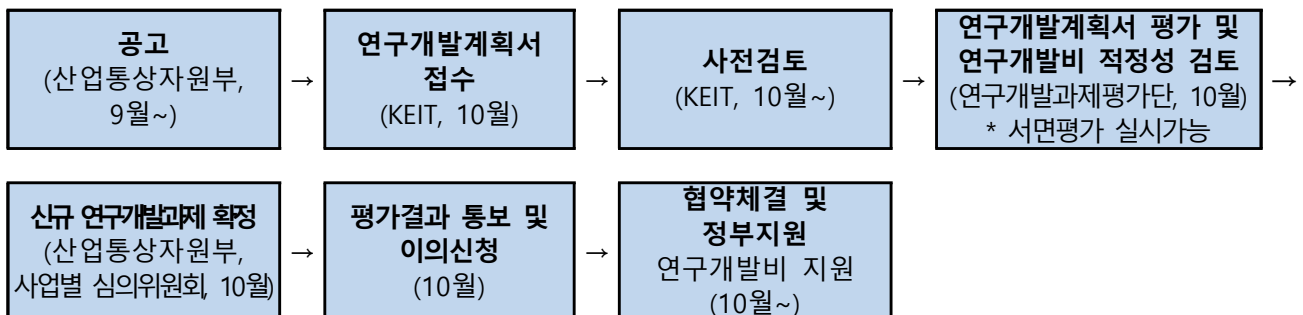 공고
(산업통상자원부,
9월~)
→
연구개발계획서
접수
(KEIT, 10월)
→
사전검토
(KEIT, 10월~)
→
연구개발계획서 평가 및
연구개발비 적정성 검토
(연구개발과제평가단, 10월)
* 서면평가 실시가능
→
신규 연구개발과제 확정
(산업통상자원부,
사업별 심의위원회, 10월)
→
평가결과 통보 및
이의신청
(10월)
→
협약체결 및
정부지원
연구개발비 지원
(10월~)